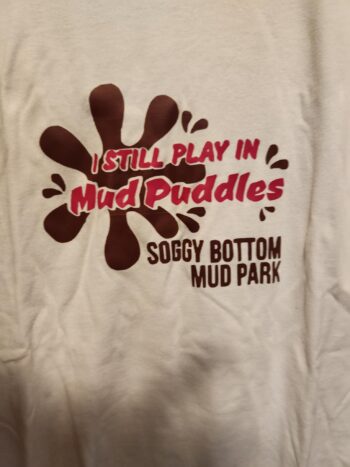 I STILL PLAY IN
Mud Puddles
SOGGY BOTTOM
MUD PARK